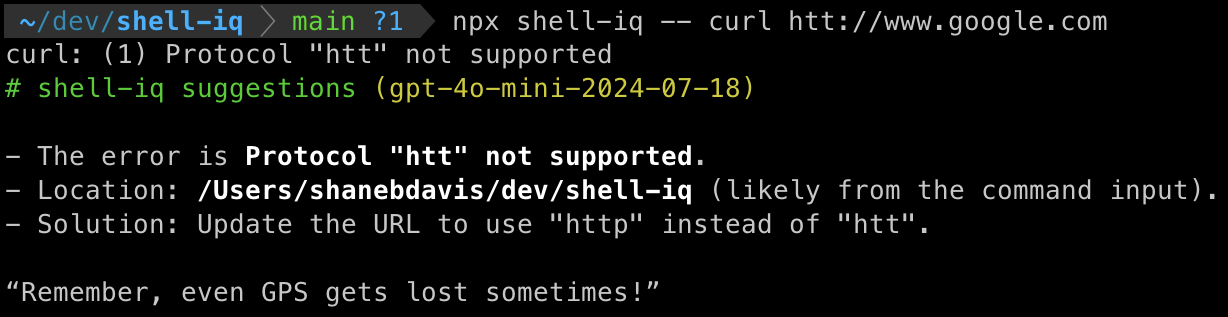 ~/dev/shell-iq main ?1 npx shell-iq -- curl htt://www.google.com
curl: (1) Protocol "htt" not supported
# shell-iq suggestions (gpt-4o-mini-2024-07-18)
- The error is Protocol "htt" not supported.
- Location: /Users/shanebdavis/dev/shell-iq (likely from the command input).
- Solution: Update the URL to use "http" instead of "htt".
“Remember, even GPS gets lost sometimes!”